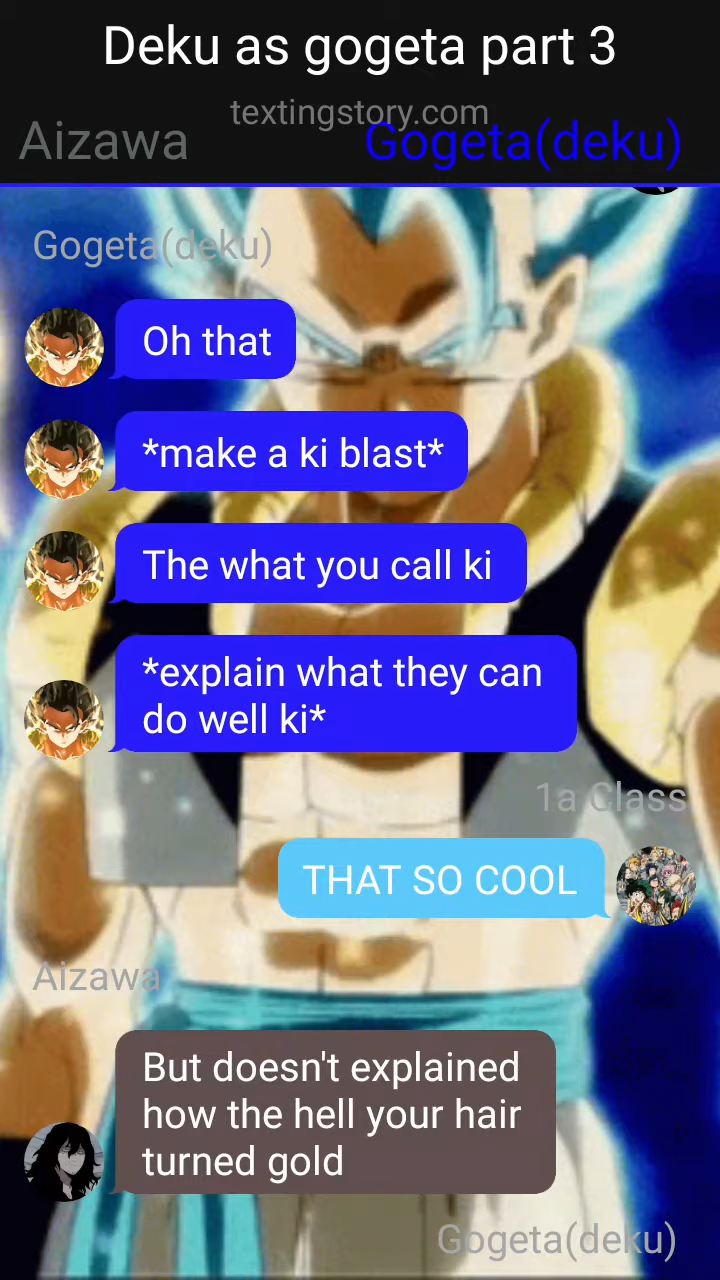 Deku as gogeta part 3
textingstory.com
Aizawa
Gogeta(deku)
Gogeta(deku)
Oh that
*make a ki blast*
The what you call ki
*explain what they can
do well ki*
1a Class
THAT SO COOL
Aizawa
But doesn't explained
how the hell your hair
turned gold
Gogeta(deku)